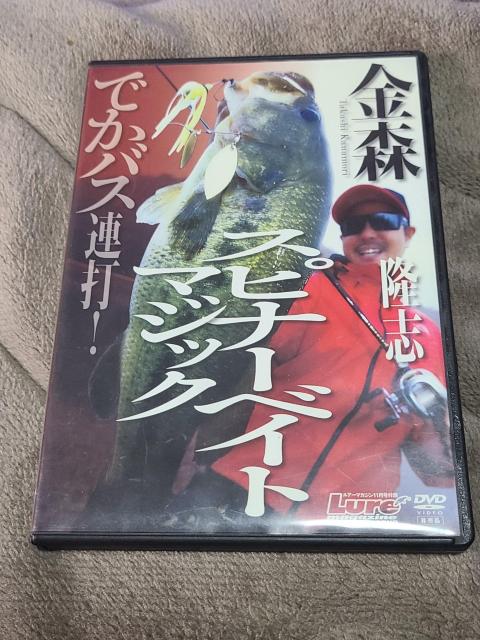 金森
隆志
Takashi Kanamori
でかバス連打!
スピナーベイト
マジック
ルアーマガジン11月号付録
Lure
magazine
DVD
VIDEO
非売品